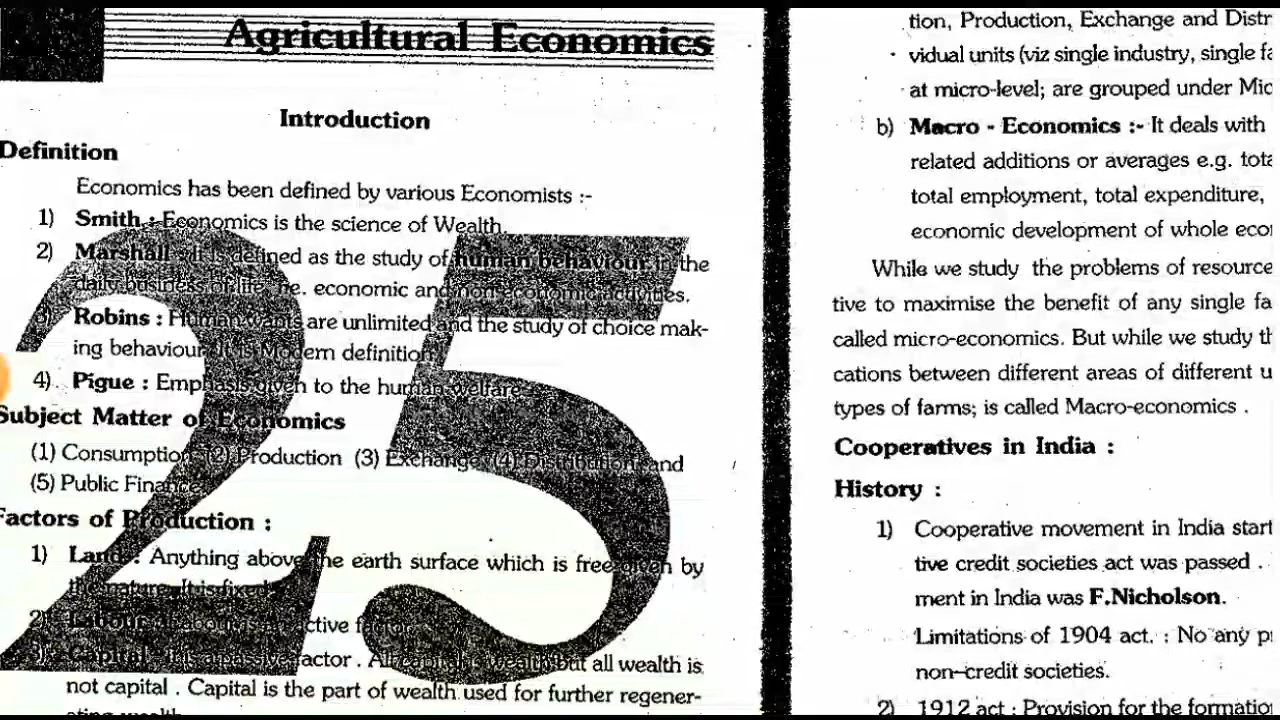 Agricultural Economics
Introduction
Definition
Economics has been defined by various Economists :-
1) Smith : Economics is the science of Wealth.
2) Marshall : It is defined as the study of human behaviour in the
daily business of life i.e. economic and non-economic activities.
3) Robins : Human wants are unlimited and the study of choice mak-
ing behaviour. It is Modern definition.
4) Pigue : Emphasis given to the human welfare.
Subject Matter of Economics
(1) Consumption (2) Production (3) Exchange (4) Distribution and
(5) Public Finance
Factors of Production :
1) Land : Anything above the earth surface which is free given by
the nature. It is fixed
2) Labour : Labour is active factor
3) Capital : It is a passive factor . All capital is wealth but all wealth is
not capital . Capital is the part of wealth used for further regener-
ating wealth
25
tion, Production, Exchange and Distr
vidual units (viz single industry, single fa
at micro-level; are grouped under Mic
b) Macro - Economics :- It deals with
related additions or averages e.g. tota
total employment, total expenditure,
economic development of whole eco
While we study the problems of resource
tive to maximise the benefit of any single fa
called micro-economics. But while we study th
cations between different areas of different u
types of farms; is called Macro-economics .
Cooperatives in India :
History :
1) Cooperative movement in India start
tive credit societies act was passed .
ment in India was F.Nicholson.
Limitations of 1904 act. : No any p
non-credit societies.
2) 1912 act : Provision for the formation